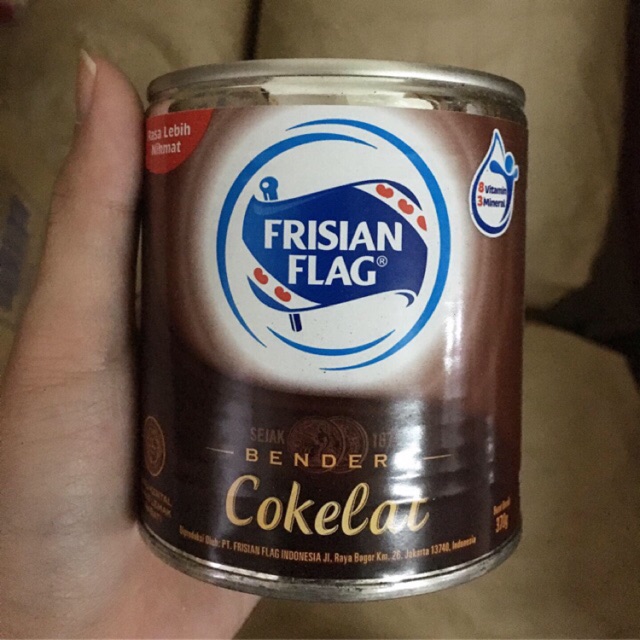 Rasa Lebih
Nikmat
8 Vitamin
3 Mineral
FRISIAN
FLAG®
SEJAK 187
BENDER
Cokelat
Diproduksi Oleh: PT. FRISIAN FLAG INDONESIA Jl. Raya Bogor Km. 26, Jakarta 13740, Indonesia
370g